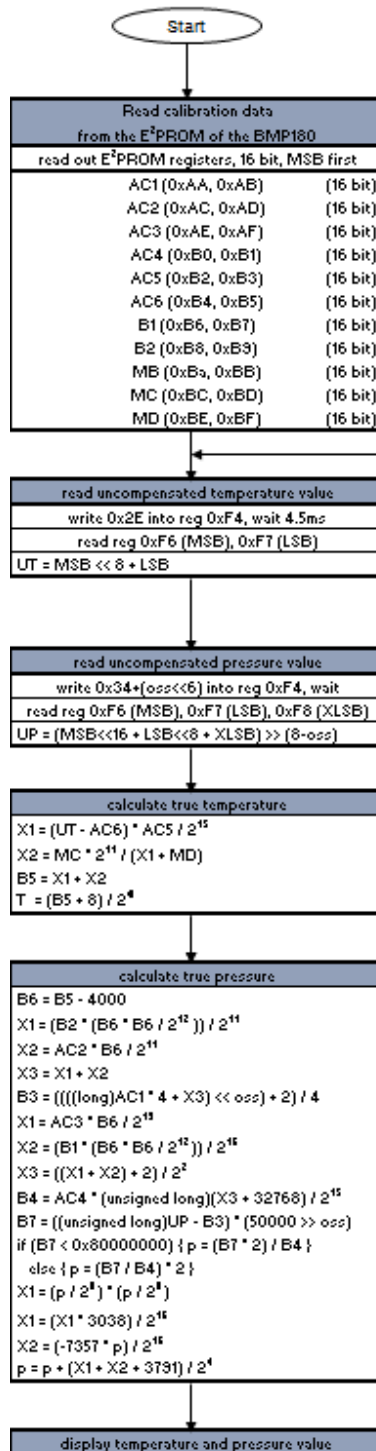 Start
Read calibration data
from the E²PROM of the BMP180
read out E²PROM registers, 16 bit, MSB first
AC1 (0xAA, 0xAB) (16 bit)
AC2 (0xAC, 0xAD) (16 bit)
AC3 (0xAE, 0xAF) (16 bit)
AC4 (0xB0, 0xB1) (16 bit)
AC5 (0xB2, 0xB3) (16 bit)
AC6 (0xB4, 0xB5) (16 bit)
B1 (0xB6, 0xB7) (16 bit)
B2 (0xB8, 0xB9) (16 bit)
MB (0xBa, 0xBB) (16 bit)
MC (0xBC, 0xBD) (16 bit)
MD (0xBE, 0xBF) (16 bit)
read uncompensated temperature value
write 0x2E into reg 0xF4, wait 4.5ms
read reg 0xF6 (MSB), 0xF7 (LSB)
UT = MSB << 8 + LSB
read uncompensated pressure value
write 0x34+(oss<<6) into reg 0xF4, wait
read reg 0xF6 (MSB), 0xF7 (LSB), 0xF8 (XLSB)
UP = (MSB<<16 + LSB<<8 + XLSB) >> (8-oss)
calculate true temperature
X1 = (UT - AC6) * AC5 / 2¹⁵
X2 = MC * 2¹¹ / (X1 + MD)
B5 = X1 + X2
T = (B5 + 8) / 2⁴
calculate true pressure
B6 = B5 - 4000
X1 = (B2 * (B6 * B6 / 2¹²)) / 2¹¹
X2 = AC2 * B6 / 2¹¹
X3 = X1 + X2
B3 = ((((long)AC1 * 4 + X3) << oss) + 2) / 4
X1 = AC3 * B6 / 2¹³
X2 = (B1 * (B6 * B6 / 2¹²)) / 2¹⁶
X3 = ((X1 + X2) + 2) / 2²
B4 = AC4 * (unsigned long)(X3 + 32768) / 2¹⁵
B7 = ((unsigned long)UP - B3) * (50000 >> oss)
if (B7 < 0x80000000) { p = (B7 * 2) / B4 }
else { p = (B7 / B4) * 2 }
X1 = (p / 2⁸) * (p / 2⁸)
X1 = (X1 * 3038) / 2¹⁶
X2 = (-7357 * p) / 2¹⁶
p = p + (X1 + X2 + 3791) / 2⁴
display temperature and pressure value